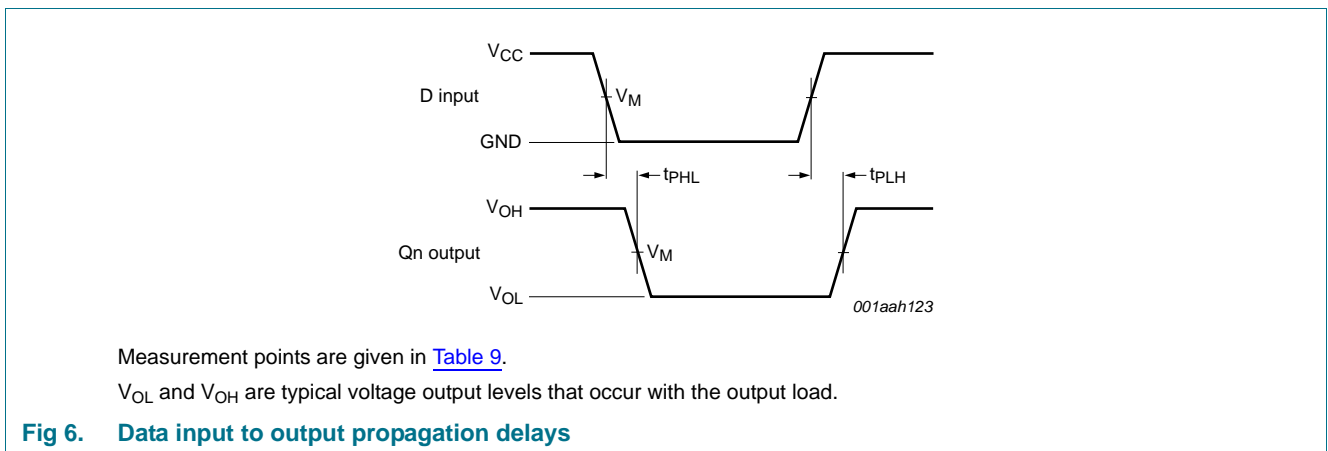 VCC
D input
VM
GND
tPHL
tPLH
VOH
Qn output
VM
VOL
001aah123
Measurement points are given in Table 9.
VOL and VOH are typical voltage output levels that occur with the output load.
Fig 6. Data input to output propagation delays